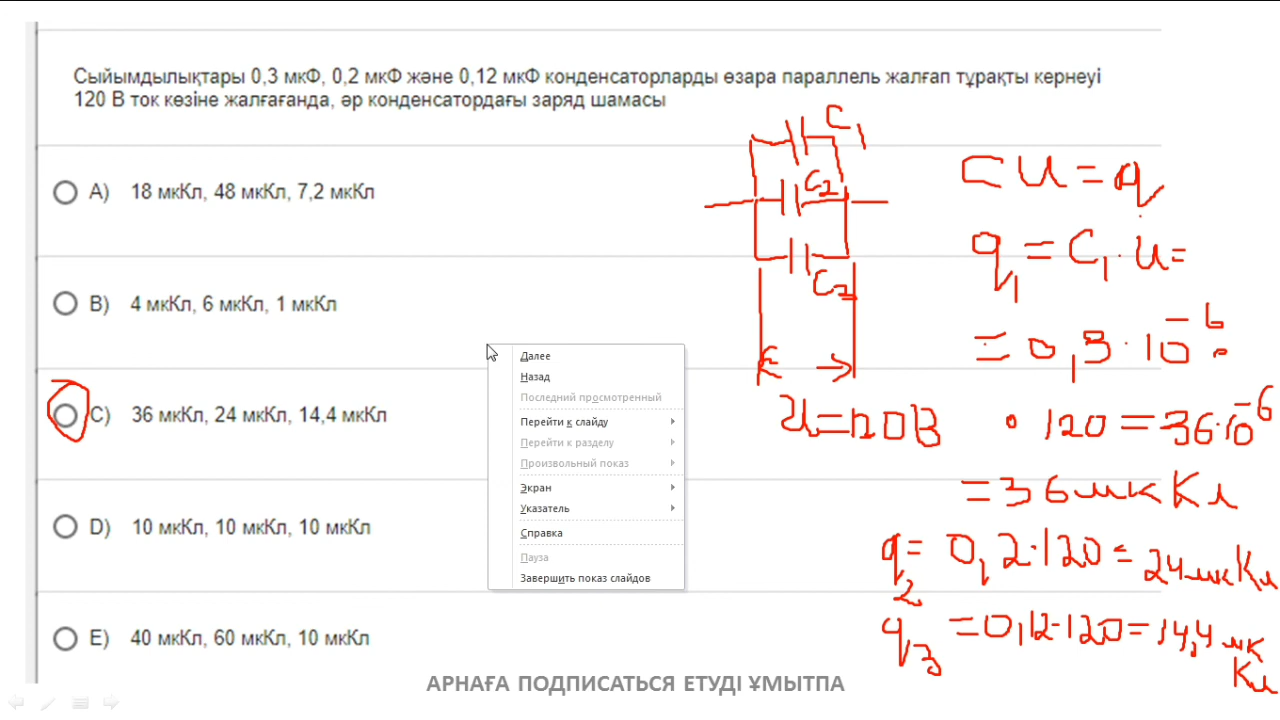 Сыйымдылықтары 0,3 мкФ, 0,2 мкФ және 0,12 мкФ конденсаторларды өзара параллель жалғап тұрақты кернеуі
120 В ток көзіне жалғағанда, әр конденсатордағы заряд шамасы
A) 18 мкКл, 48 мкКл, 7,2 мкКл
B) 4 мкКл, 6 мкКл, 1 мкКл
C) 36 мкКл, 24 мкКл, 14,4 мкКл
D) 10 мкКл, 10 мкКл, 10 мкКл
E) 40 мкКл, 60 мкКл, 10 мкКл
Далее
Назад
Последний просмотренный
Перейти к слайду
Перейти к разделу
Произвольный показ
Экран
Указатель
Справка
Пауза
Завершить показ слайдов
C₁
C₂
C₂
U=120В
CU=q
q₁=C₁·U=
=0,3·10⁻⁶·
·120=36·10⁻⁶
=36мкКл
q₂=0,2·120=24мкКл
q₃=0,12·120=14,4мк
Кл
АРНАҒА ПОДПИСАТЬСЯ ЕТУДІ ҰМЫТПА